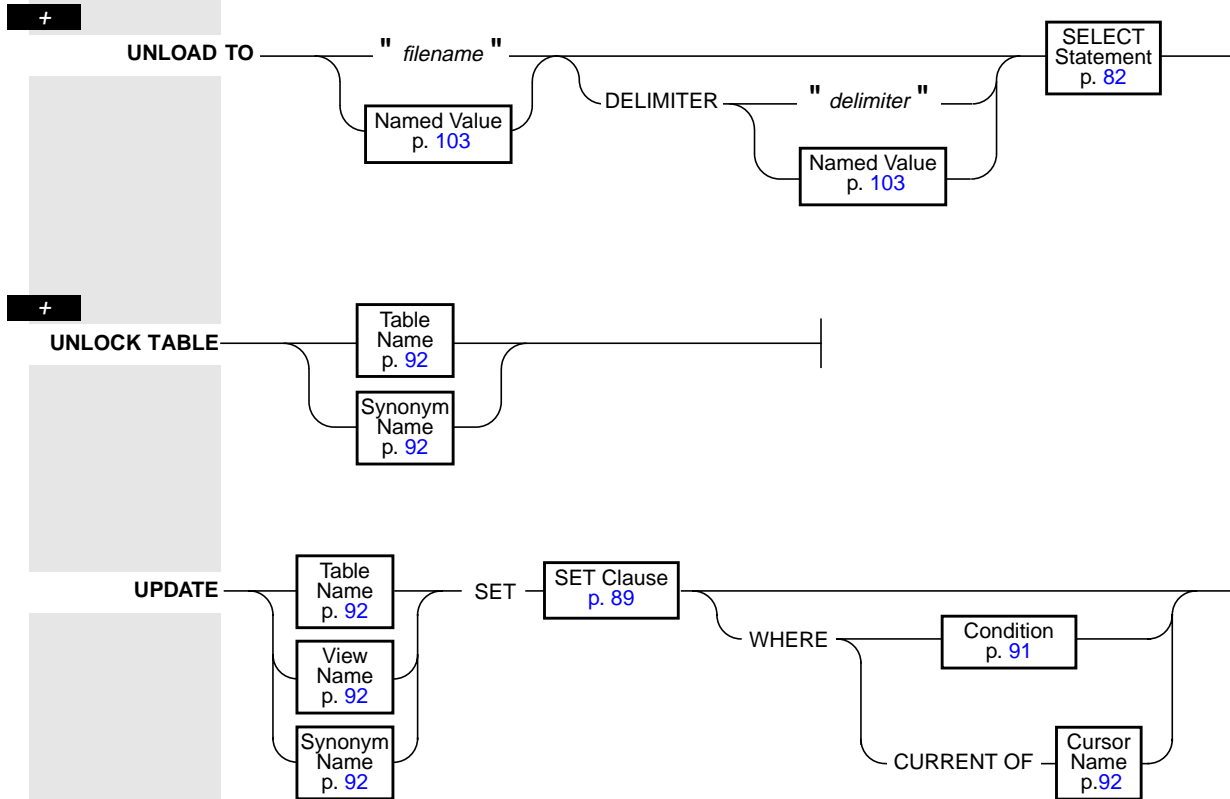 +
UNLOAD TO
" filename "
Named Value
p. 103
DELIMITER
" delimiter "
Named Value
p. 103
SELECT
Statement
p. 82
+
UNLOCK TABLE
Table
Name
p. 92
Synonym
Name
p. 92
UPDATE
Table
Name
p. 92
View
Name
p. 92
Synonym
Name
p. 92
SET
SET Clause
p. 89
WHERE
Condition
p. 91
CURRENT OF
Cursor
Name
p.92